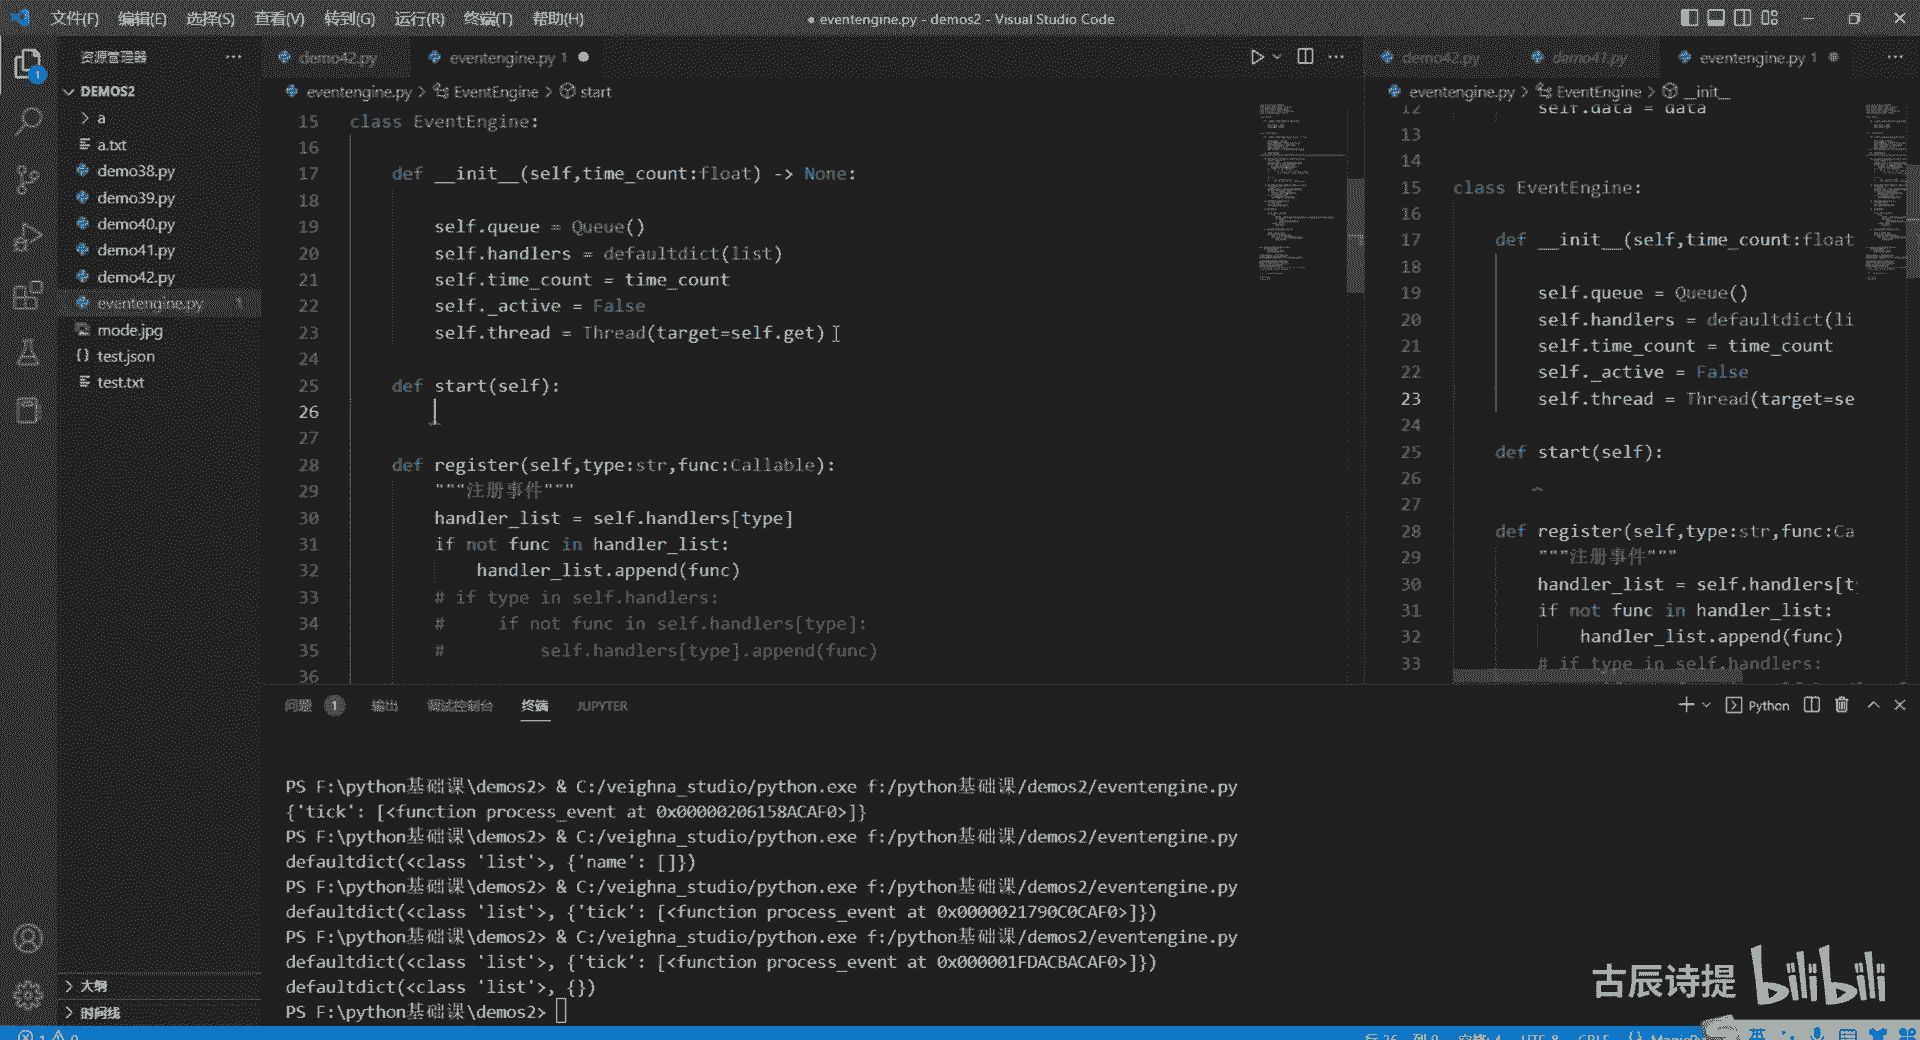 文件(F) 编辑(E) 选择(S) 查看(V) 转到(G) 运行(R) 终端(T) 帮助(H)
● eventengine.py - demos2 - Visual Studio Code
资源管理器
DEMOS2
a
a.txt
demo38.py
demo39.py
demo40.py
demo41.py
demo42.py
eventengine.py 1
mode.jpg
{} test.json
test.txt
大纲
时间线
1
demo42.py eventengine.py 1
eventengine.py > EventEngine > start
15 class EventEngine:
16
17 def __init__(self,time_count:float) -> None:
18
19 self.queue = Queue()
20 self.handlers = defaultdict(list)
21 self.time_count = time_count
22 self._active = False
23 self.thread = Thread(target=self.get)
24
25 def start(self):
26
27
28 def register(self,type:str,func:Callable):
29 """注册事件"""
30 handler_list = self.handlers[type]
31 if not func in handler_list:
32 handler_list.append(func)
33 # if type in self.handlers:
34 # if not func in self.handlers[type]:
35 # self.handlers[type].append(func)
36
demo42.py demo41.py eventengine.py 1
eventengine.py > EventEngine > __init__
12 self.data = data
13
14
15 class EventEngine:
16
17 def __init__(self,time_count:float
18
19 self.queue = Queue()
20 self.handlers = defaultdict(li
21 self.time_count = time_count
22 self._active = False
23 self.thread = Thread(target=se
24
25 def start(self):
26
27
28 def register(self,type:str,func:Ca
29 """注册事件"""
30 handler_list = self.handlers[t
31 if not func in handler_list:
32 handler_list.append(func)
33 # if type in self.handlers:
问题 1 输出 调试控制台 终端 JUPYTER
Python
PS F:\python基础课\demos2> & C:/veighna_studio/python.exe f:/python基础课/demos2/eventengine.py
{'tick': [<function process_event at 0x00000206158ACAF0>]}
PS F:\python基础课\demos2> & C:/veighna_studio/python.exe f:/python基础课/demos2/eventengine.py
defaultdict(<class 'list'>, {'name': []})
PS F:\python基础课\demos2> & C:/veighna_studio/python.exe f:/python基础课/demos2/eventengine.py
defaultdict(<class 'list'>, {'tick': [<function process_event at 0x0000021790C0CAF0>]})
PS F:\python基础课\demos2> & C:/veighna_studio/python.exe f:/python基础课/demos2/eventengine.py
defaultdict(<class 'list'>, {'tick': [<function process_event at 0x000001FDACBACAF0>]})
defaultdict(<class 'list'>, {})
PS F:\python基础课\demos2>
古辰诗提 bilibili